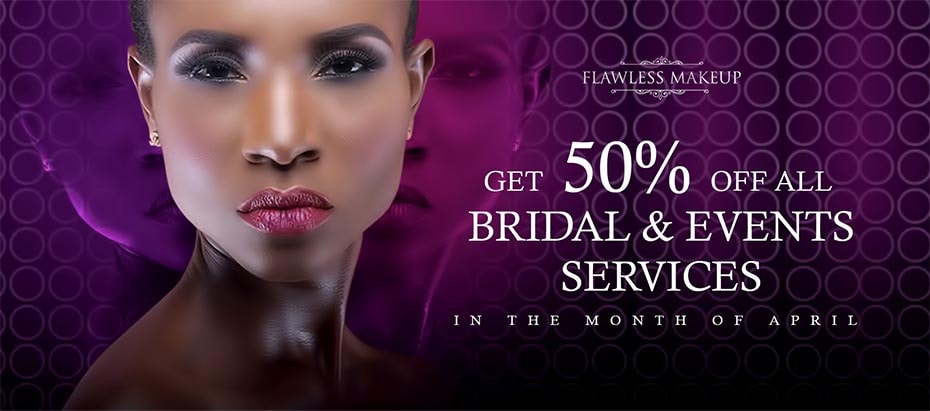 FLAWLESS MAKEUP
GET 50% OFF ALL
BRIDAL & EVENTS
SERVICES
IN THE MONTH OF APRIL